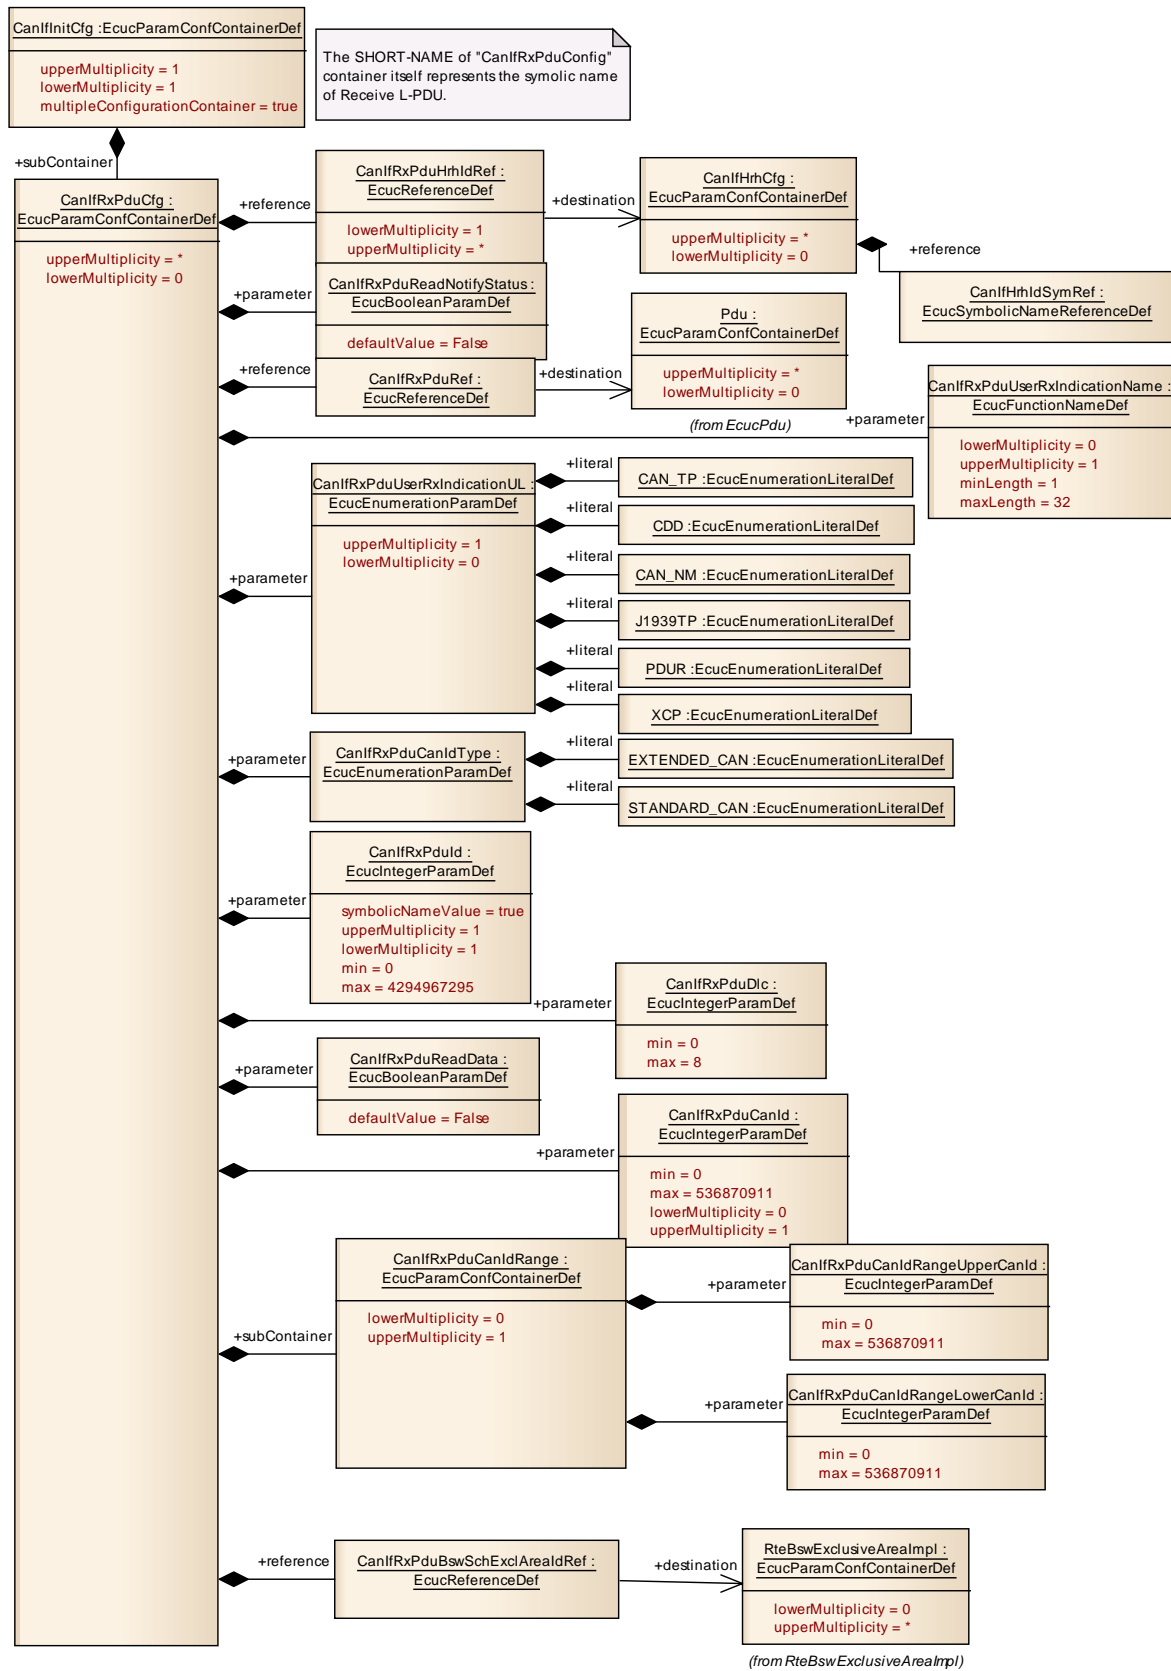 CanIfInitCfg :EcucParamConfContainerDef
upperMultiplicity = 1
lowerMultiplicity = 1
multipleConfigurationContainer = true
The SHORT-NAME of "CanIfRxPduConfig"
container itself represents the symolic name
of Receive L-PDU.
+subContainer
CanIfRxPduCfg :
EcucParamConfContainerDef
upperMultiplicity = *
lowerMultiplicity = 0
+reference
CanIfRxPduHrhIdRef :
EcucReferenceDef
lowerMultiplicity = 1
upperMultiplicity = *
+destination
CanIfHrhCfg :
EcucParamConfContainerDef
upperMultiplicity = *
lowerMultiplicity = 0
+reference
CanIfHrhIdSymRef :
EcucSymbolicNameReferenceDef
+parameter
CanIfRxPduReadNotifyStatus :
EcucBooleanParamDef
defaultValue = False
+reference
CanIfRxPduRef :
EcucReferenceDef
+destination
Pdu :
EcucParamConfContainerDef
upperMultiplicity = *
lowerMultiplicity = 0
(from EcucPdu)
+parameter
CanIfRxPduUserRxIndicationName :
EcucFunctionNameDef
lowerMultiplicity = 0
upperMultiplicity = 1
minLength = 1
maxLength = 32
+parameter
CanIfRxPduUserRxIndicationUL :
EcucEnumerationParamDef
upperMultiplicity = 1
lowerMultiplicity = 0
+literal
CAN_TP :EcucEnumerationLiteralDef
+literal
CDD :EcucEnumerationLiteralDef
+literal
CAN_NM :EcucEnumerationLiteralDef
+literal
J1939TP :EcucEnumerationLiteralDef
+literal
PDUR :EcucEnumerationLiteralDef
+literal
XCP :EcucEnumerationLiteralDef
+parameter
CanIfRxPduCanIdType :
EcucEnumerationParamDef
+literal
EXTENDED_CAN :EcucEnumerationLiteralDef
+literal
STANDARD_CAN :EcucEnumerationLiteralDef
+parameter
CanIfRxPduId :
EcucIntegerParamDef
symbolicNameValue = true
upperMultiplicity = 1
lowerMultiplicity = 1
min = 0
max = 4294967295
+parameter
CanIfRxPduDlc :
EcucIntegerParamDef
min = 0
max = 8
+parameter
CanIfRxPduReadData :
EcucBooleanParamDef
defaultValue = False
+parameter
CanIfRxPduCanId :
EcucIntegerParamDef
min = 0
max = 536870911
lowerMultiplicity = 0
upperMultiplicity = 1
+subContainer
CanIfRxPduCanIdRange :
EcucParamConfContainerDef
lowerMultiplicity = 0
upperMultiplicity = 1
+parameter
CanIfRxPduCanIdRangeUpperCanId :
EcucIntegerParamDef
min = 0
max = 536870911
+parameter
CanIfRxPduCanIdRangeLowerCanId :
EcucIntegerParamDef
min = 0
max = 536870911
+reference
CanIfRxPduBswSchExclAreaIdRef :
EcucReferenceDef
+destination
RteBswExclusiveAreaImpl :
EcucParamConfContainerDef
lowerMultiplicity = 0
upperMultiplicity = *
(from RteBswExclusiveAreaImpl)